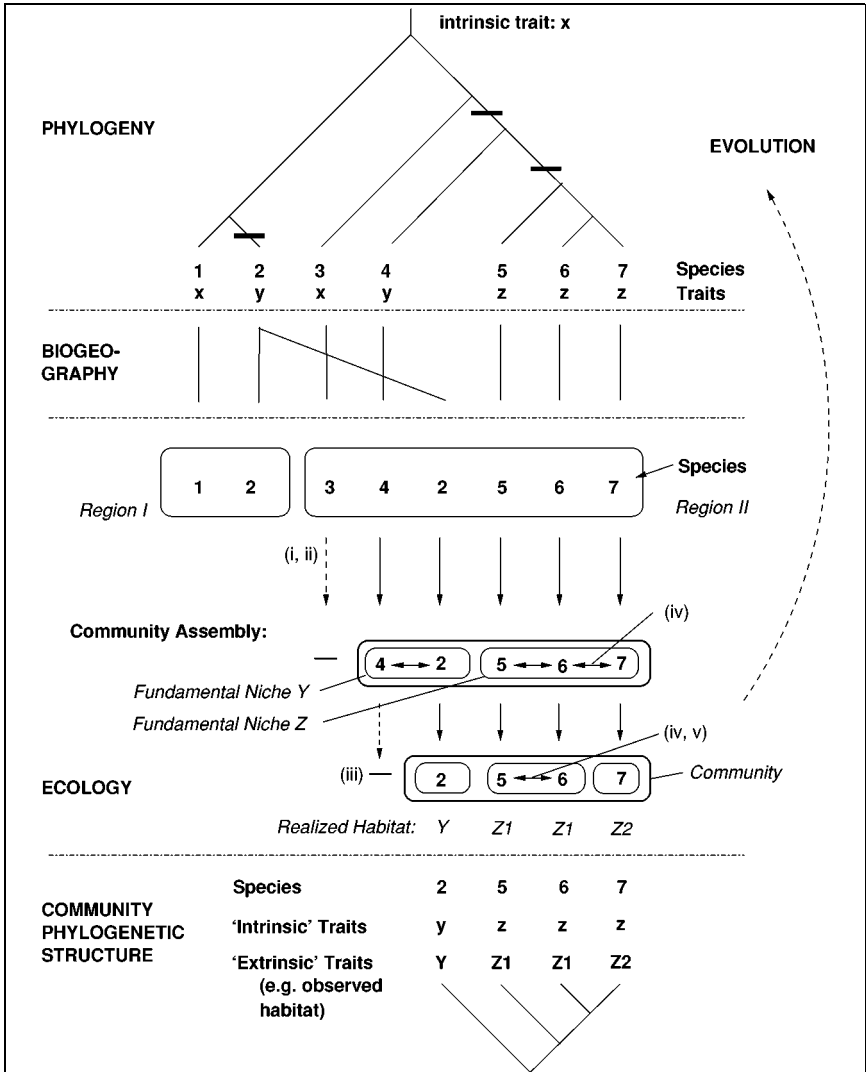 intrinsic trait: x
PHYLOGENY
EVOLUTION
1 2 3 4 5 6 7 Species
x y x y z z z Traits
BIOGEO-
GRAPHY
Species
1 2 3 4 2 5 6 7
Region I
Region II
(i, ii)
(iv)
Community Assembly:
4 2 5 6 7
Fundamental Niche Y
Fundamental Niche Z
(iv, v)
(iii)
2 5 6 7
Community
ECOLOGY
Realized Habitat: Y Z1 Z1 Z2
Species 2 5 6 7
COMMUNITY
PHYLOGENETIC
STRUCTURE
‘Intrinsic’ Traits y z z z
‘Extrinsic’ Traits Y Z1 Z1 Z2
(e.g. observed
habitat)